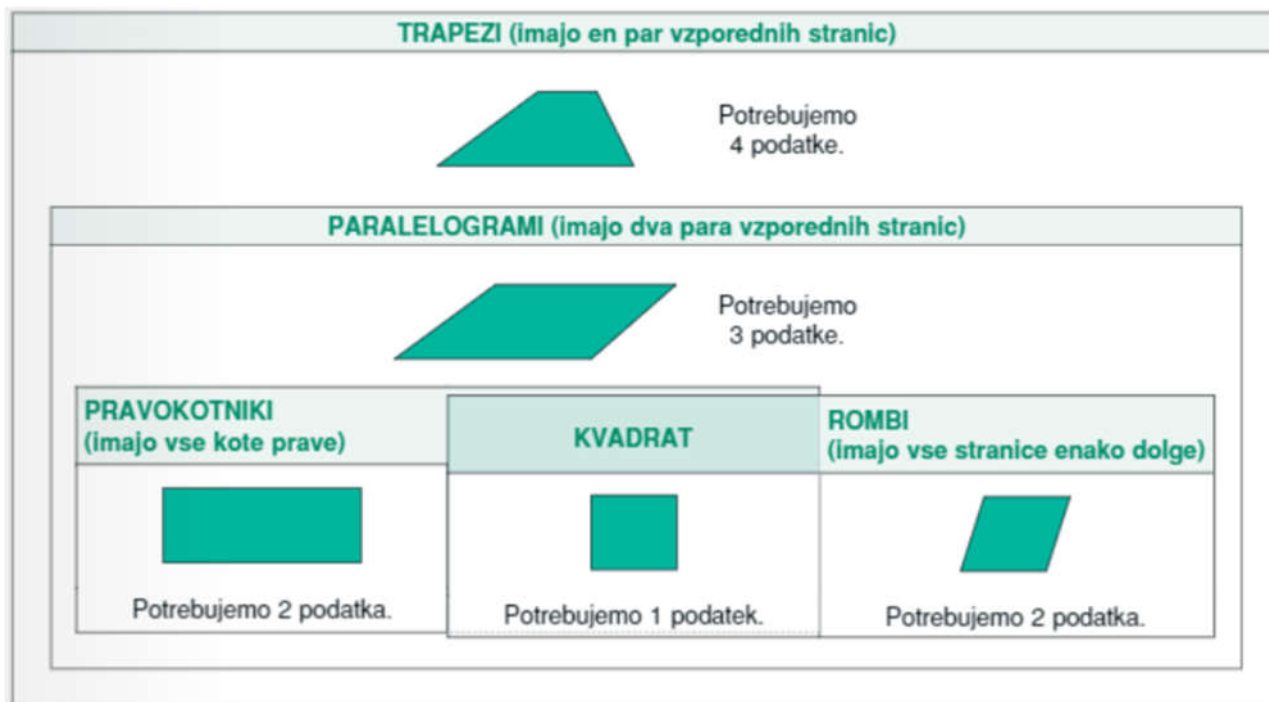 TRAPEZI (imajo en par vzporednih stranic)
Potrebujemo
4 podatke.
PARALELOGRAMI (imajo dva para vzporednih stranic)
Potrebujemo
3 podatke.
PRAVOKOTNIKI
(imajo vse kote prave)
KVADRAT
ROMBI
(imajo vse stranice enako dolge)
Potrebujemo 2 podatka.
Potrebujemo 1 podatek.
Potrebujemo 2 podatka.